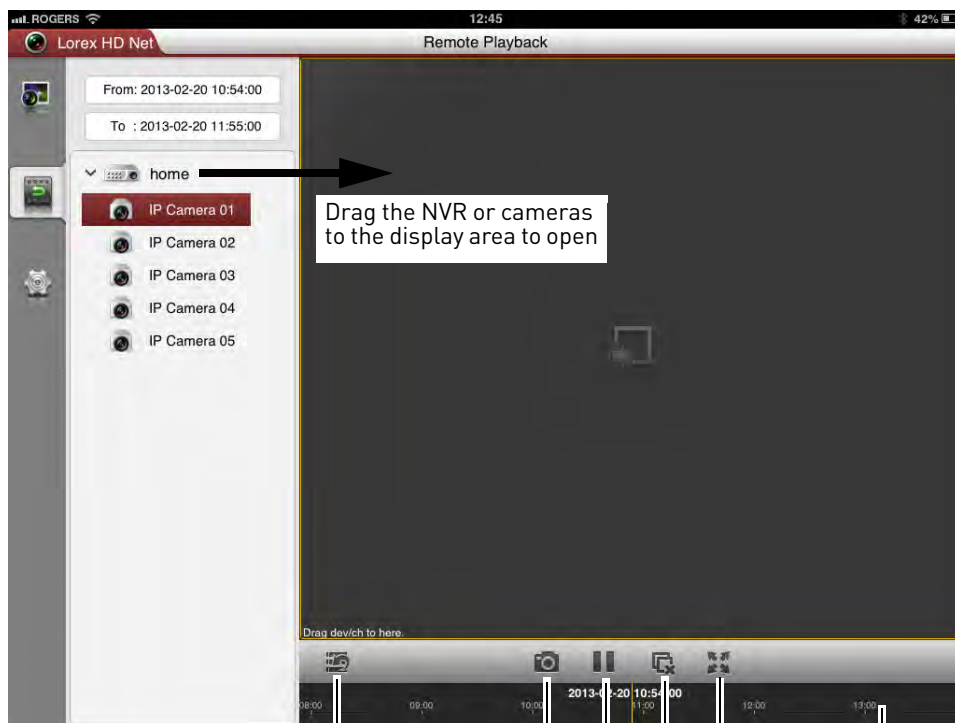 ROGERS 12:45 42%
Lorex HD Net Remote Playback
From: 2013-02-20 10:54:00
To : 2013-02-20 11:55:00
home
IP Camera 01
IP Camera 02
IP Camera 03
IP Camera 04
IP Camera 05
Drag the NVR or cameras
to the display area to open
Drag dev/ch to here.
2013-02-20 10:54:00
08:00 09:00 10:00 11:00 12:00 13:00